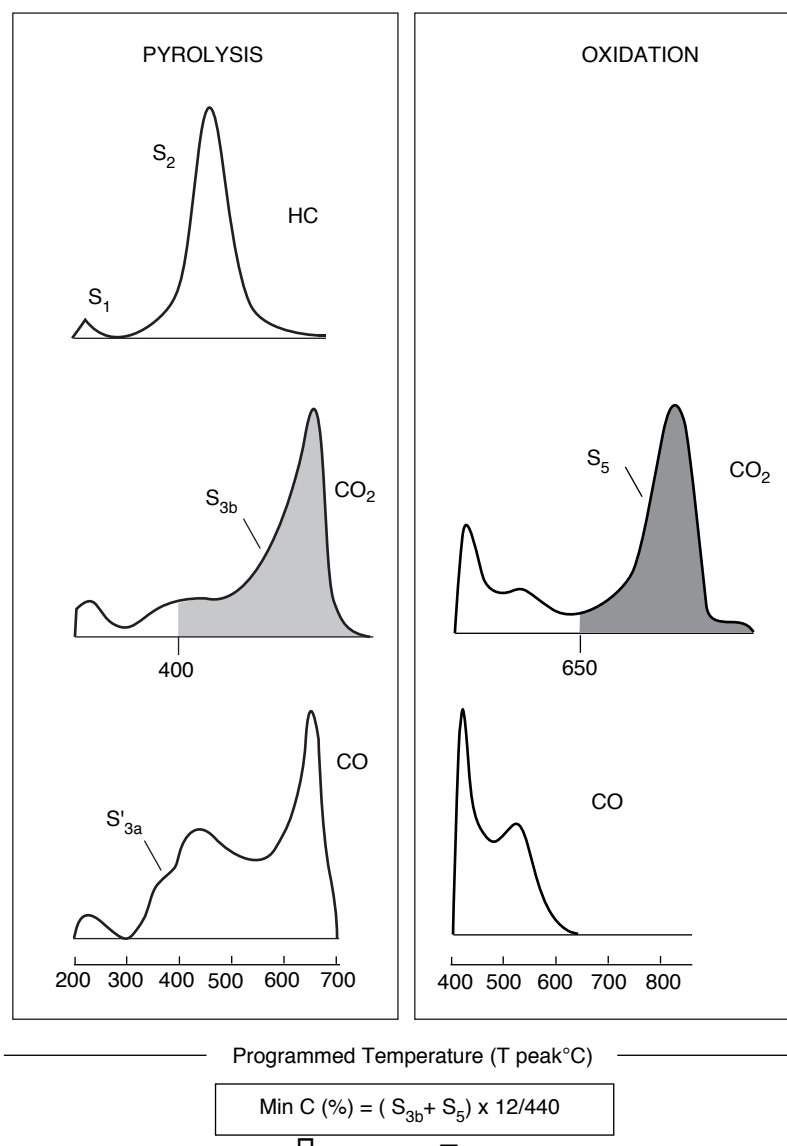 PYROLYSIS
S2
HC
S1
S3b
CO2
400
CO
S'3a
200 300 400 500 600 700
OXIDATION
S5
CO2
650
CO
400 500 600 700 800
Programmed Temperature (T peak°C)
Min C (%) = ( S3b+ S5) x 12/440